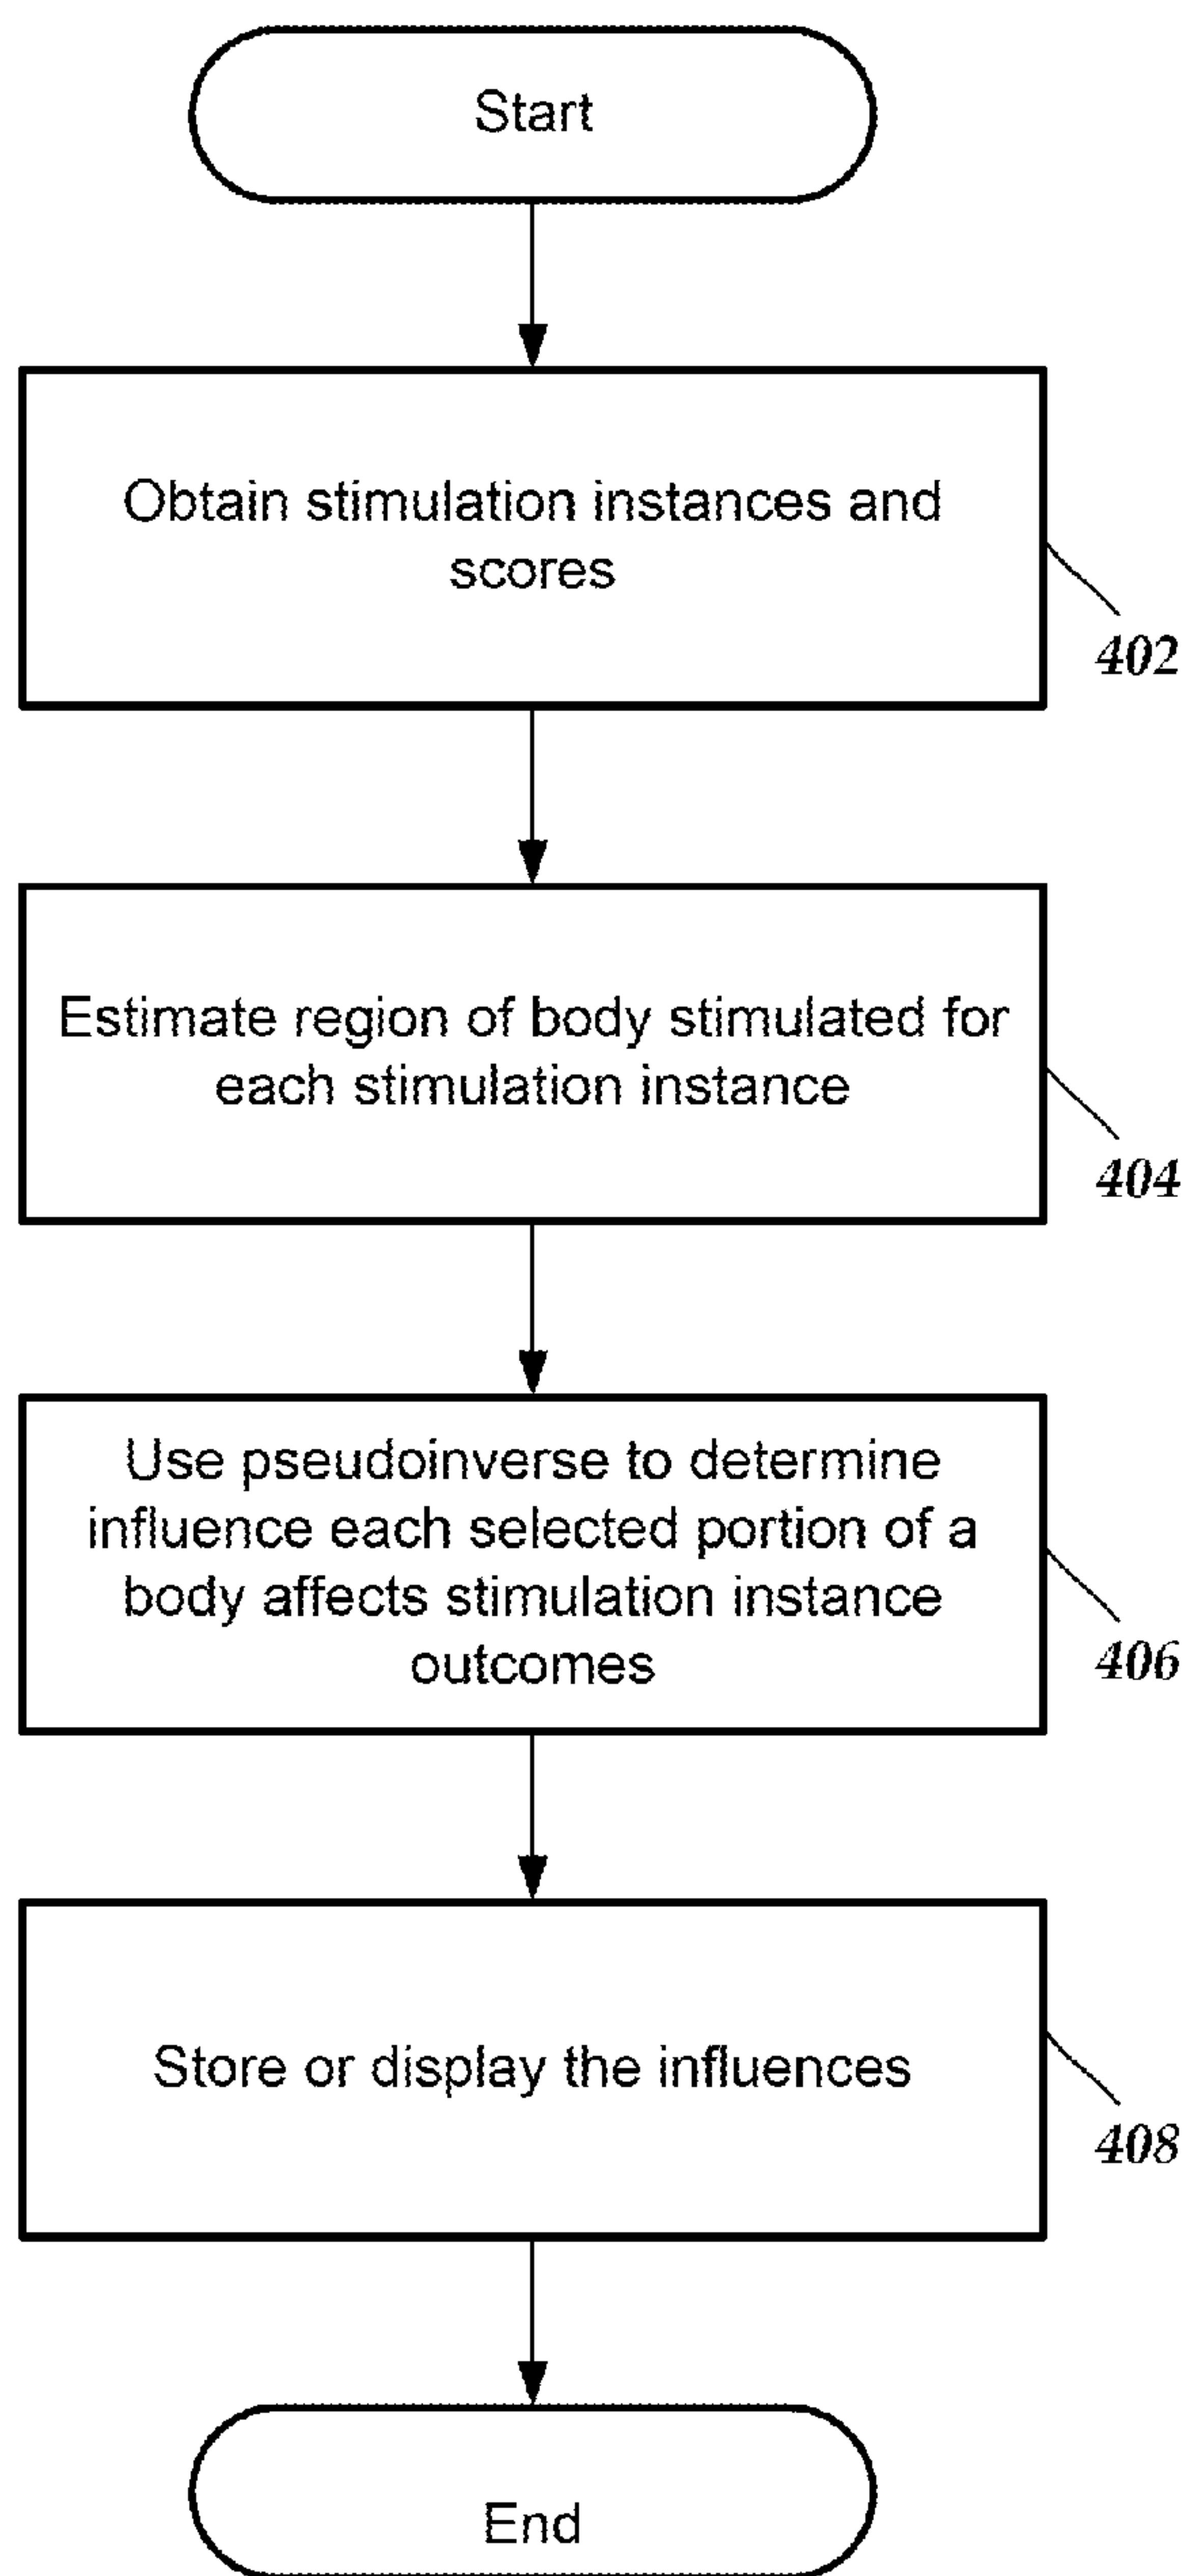 Start
Obtain stimulation instances and
scores
402
Estimate region of body stimulated for
each stimulation instance
404
Use pseudoinverse to determine
influence each selected portion of a
body affects stimulation instance
outcomes
406
Store or display the influences
408
End